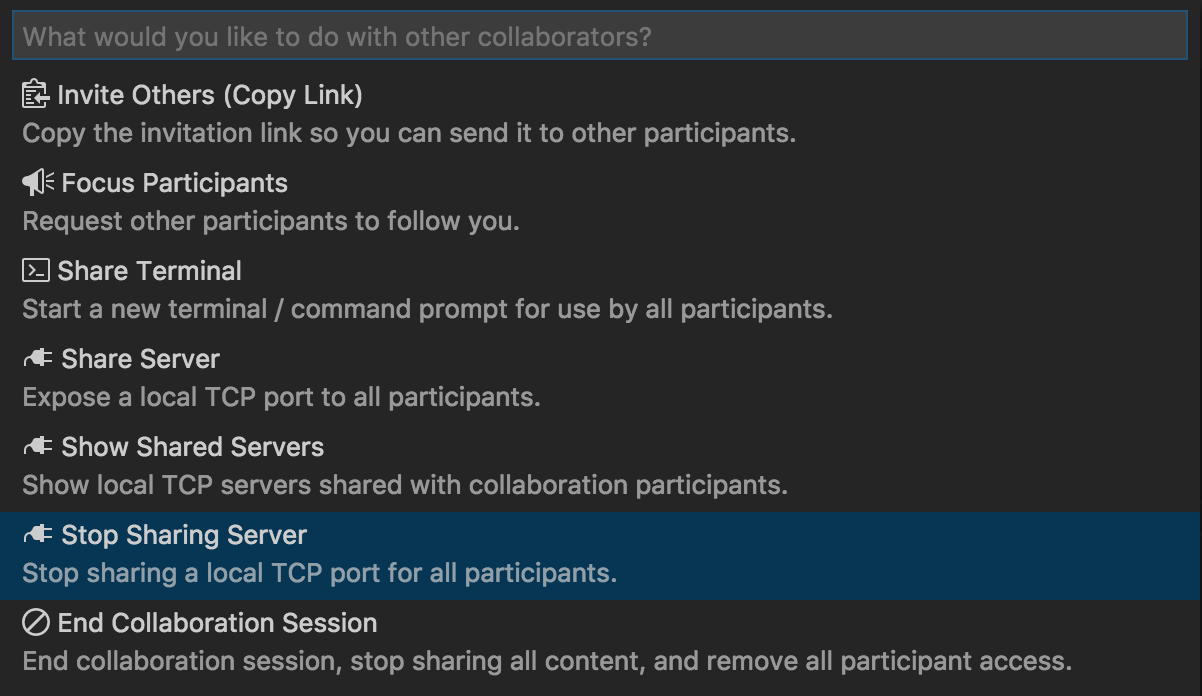 What would you like to do with other collaborators?
Invite Others (Copy Link)
Copy the invitation link so you can send it to other participants.
Focus Participants
Request other participants to follow you.
Share Terminal
Start a new terminal / command prompt for use by all participants.
Share Server
Expose a local TCP port to all participants.
Show Shared Servers
Show local TCP servers shared with collaboration participants.
Stop Sharing Server
Stop sharing a local TCP port for all participants.
End Collaboration Session
End collaboration session, stop sharing all content, and remove all participant access.